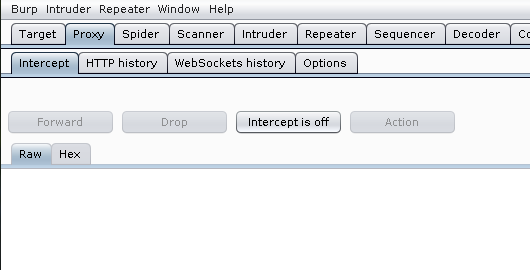 Burp Intruder Repeater Window Help
Target Proxy Spider Scanner Intruder Repeater Sequencer Decoder
Intercept HTTP history WebSockets history Options
Forward Drop Intercept is off Action
Raw Hex